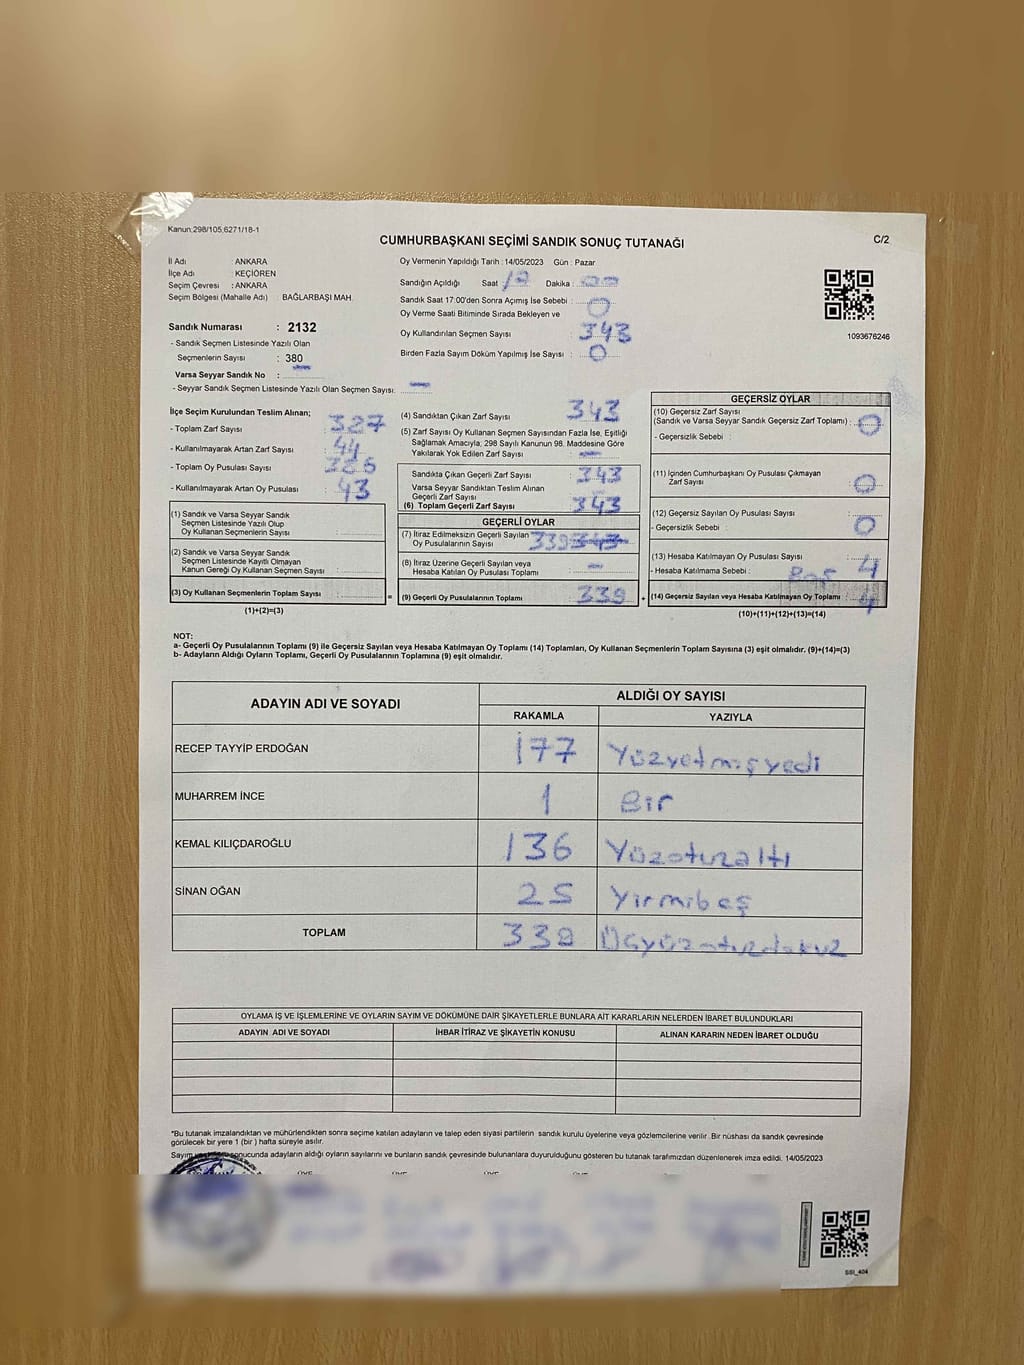 Kanun:298/105,6271/18-1
CUMHURBAŞKANI SEÇİMİ SANDIK SONUÇ TUTANAĞI
C/2
İl Adı : ANKARA
İlçe Adı : KEÇİÖREN
Seçim Çevresi : ANKARA
Seçim Bölgesi (Mahalle Adı) BAĞLARBAŞI MAH.
Sandık Numarası : 2132
- Sandık Seçmen Listesinde Yazılı Olan
Seçmenlerin Sayısı : 380
Varsa Seyyar Sandık No :
- Seyyar Sandık Seçmen Listesinde Yazılı Olan Seçmen Sayısı:
Oy Vermenin Yapıldığı Tarih : 14/05/2023 Gün : Pazar
Sandığın Açıldığı Saat Dakika : 00
Sandık Saat 17:00'den Sonra Açımış İse Sebebi : 0
Oy Verme Saati Bitiminde Sırada Bekleyen ve
Oy Kullandırılan Seçmen Sayısı : 343
Birden Fazla Sayım Döküm Yapılmış İse Sayısı : 0
1093676246
İlçe Seçim Kurulundan Teslim Alınan;
- Toplam Zarf Sayısı : 327
- Kullanılmayarak Artan Zarf Sayısı : 44
- Toplam Oy Pusulası Sayısı :
- Kullanılmayarak Artan Oy Pusulası : 43
(1) Sandık ve Varsa Seyyar Sandık
Seçmen Listesinde Yazılı Olup
Oy Kullanan Seçmenlerin Sayısı :
(2) Sandık ve Varsa Seyyar Sandık
Seçmen Listesinde Kayıtlı Olmayan
Kanun Gereği Oy Kullanan Seçmen Sayısı :
(3) Oy Kullanan Seçmenlerin Toplam Sayısı : =
(1)+(2)=(3)
(4) Sandıktan Çıkan Zarf Sayısı : 343
(5) Zarf Sayısı Oy Kullanan Seçmen Sayısından Fazla İse, Eşitliği
Sağlamak Amacıyla; 298 Sayılı Kanunun 98. Maddesine Göre
Yakılarak Yok Edilen Zarf Sayısı : -
Sandıkta Çıkan Geçerli Zarf Sayısı : 343
Varsa Seyyar Sandıktan Teslim Alınan
Geçerli Zarf Sayısı :
(6) Toplam Geçerli Zarf Sayısı : 343
GEÇERLİ OYLAR
(7) İtiraz Edilmeksizin Geçerli Sayılan
Oy Pusulalarının Sayısı : 339 343
(8) İtiraz Üzerine Geçerli Sayılan veya
Hesaba Katılan Oy Pusulası Toplamı : -
(9) Geçerli Oy Pusulalarının Toplamı : 339 +
GEÇERSİZ OYLAR
(10) Geçersiz Zarf Sayısı
(Sandık ve Varsa Seyyar Sandık Geçersiz Zarf Toplamı) : 0
- Geçersizlik Sebebi :
(11) İçinden Cumhurbaşkanı Oy Pusulası Çıkmayan
Zarf Sayısı : 0
(12) Geçersiz Sayılan Oy Pusulası Sayısı : 0
- Geçersizlik Sebebi :
(13) Hesaba Katılmayan Oy Pusulası Sayısı : 4
- Hesaba Katılmama Sebebi : Boş
(14) Geçersiz Sayılan veya Hesaba Katılmayan Oy Toplamı : 4
(10)+(11)+(12)+(13)=(14)
NOT:
a- Geçerli Oy Pusulalarının Toplamı (9) ile Geçersiz Sayılan veya Hesaba Katılmayan Oy Toplamı (14) Toplamları, Oy Kullanan Seçmenlerin Toplam Sayısına (3) eşit olmalıdır. (9)+(14)=(3)
b- Adayların Aldığı Oyların Toplamı, Geçerli Oy Pusulalarının Toplamına (9) eşit olmalıdır.
ADAYIN ADI VE SOYADI
ALDIĞI OY SAYISI
RAKAMLA YAZIYLA
RECEP TAYYİP ERDOĞAN 177 Yüzyetmişyedi
MUHARREM İNCE 1 Bir
KEMAL KILIÇDAROĞLU 136 Yüzotuzaltı
SİNAN OĞAN 25 Yirmibeş
TOPLAM 339 Üçyüzotuzdokuz
OYLAMA İŞ VE İŞLEMLERİNE VE OYLARIN SAYIM VE DÖKÜMÜNE DAİR ŞİKAYETLERLE BUNLARA AİT KARARLARIN NELERDEN İBARET BULUNDUKLARI
ADAYIN ADI VE SOYADI İHBAR İTİRAZ VE ŞİKAYETİN KONUSU ALINAN KARARIN NEDEN İBARET OLDUĞU
*Bu tutanak imzalandıktan ve mühürlendikten sonra seçime katılan adayların ve talep eden siyasi partilerin sandık kurulu üyelerine veya gözlemcilerine verilir. Bir nüshası da sandık çevresinde
görülecek bir yere 1 (bir) hafta süreyle asılır.
sonucunda adayların aldığı oyların sayılarını ve bunların sandık çevresinde bulunanlara duyurulduğunu gösteren bu tutanak tarafımızdan düzenlenerek imza edildi. 14/05/2023
SSI_404